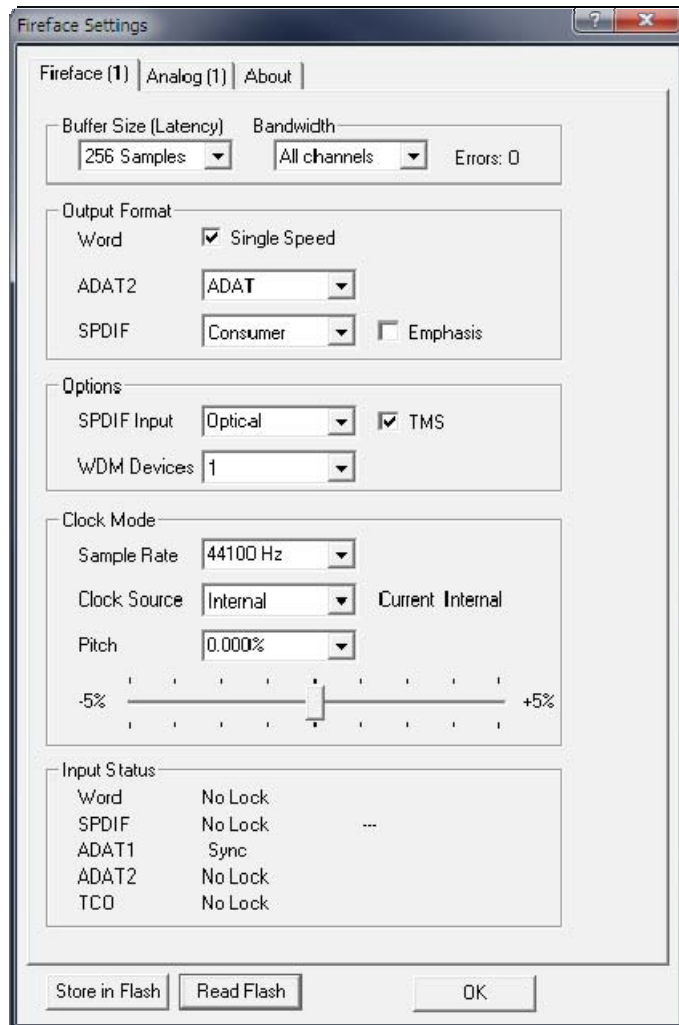 Fireface Settings
Fireface (1) Analog (1) About
Buffer Size (Latency) Bandwidth
256 Samples All channels Errors: 0
Output Format
Word Single Speed
ADAT2 ADAT
SPDIF Consumer Emphasis
Options
SPDIF Input Optical TMS
WDM Devices 1
Clock Mode
Sample Rate 44100 Hz
Clock Source Internal Current Internal
Pitch 0.000%
-5% +5%
Input Status
Word No Lock
SPDIF No Lock ---
ADAT1 Sync
ADAT2 No Lock
TCO No Lock
Store in Flash Read Flash OK